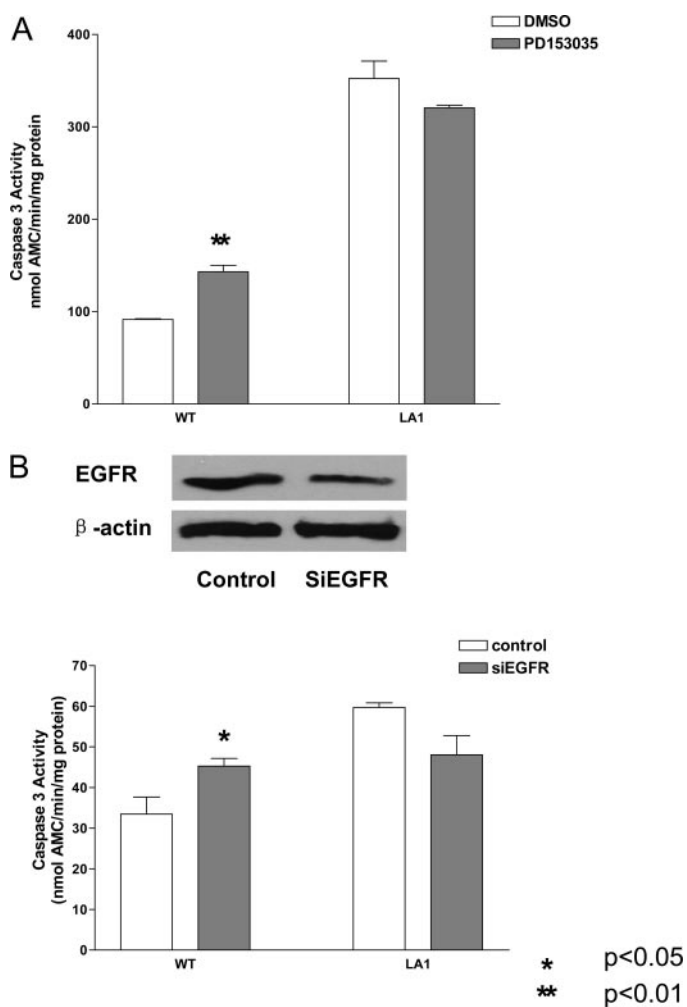 A
DMSO
PD153035
Caspase 3 Activity
nmol AMC/min/mg protein
400
300
200
100
0
**
WT
LA1
B
EGFR
β -actin
Control SiEGFR
control
siEGFR
Caspase 3 Activity
(nmol AMC/min/mg protein)
70
60
50
40
30
20
10
0
*
WT
LA1
* p<0.05
** p<0.01